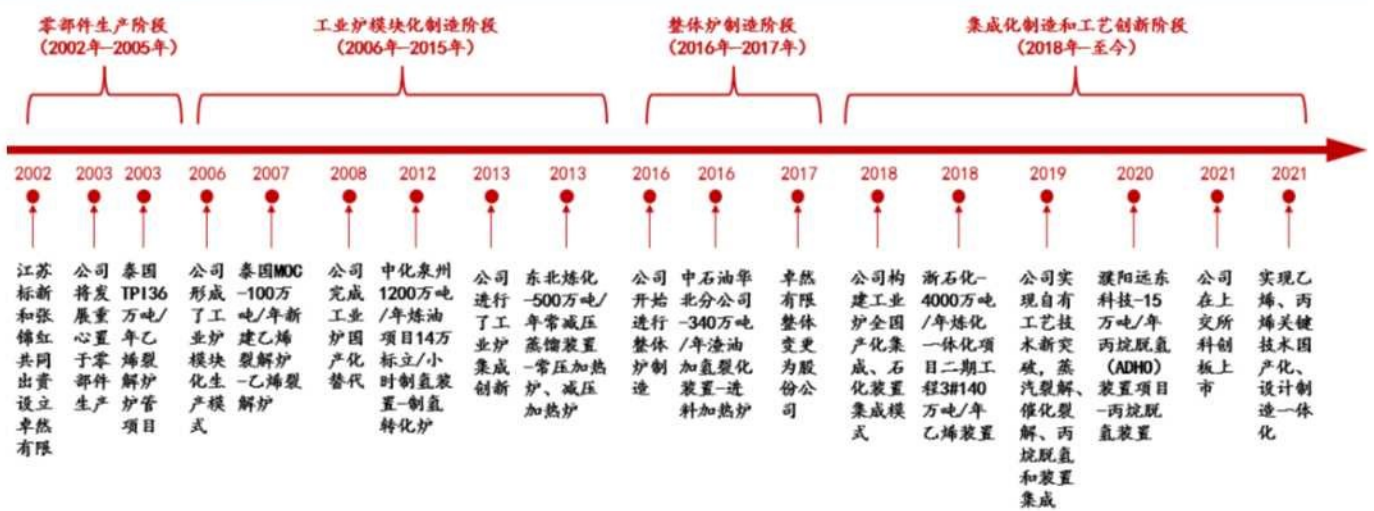 零部件生产阶段
（2002年-2005年）
工业炉模块化制造阶段
（2006年-2015年）
整体炉制造阶段
（2016年-2017年）
集成化制造和工艺创新阶段
（2018年-至今）
2002
2003
2003
2006
2007
2008
2012
2013
2013
2016
2016
2017
2018
2018
2019
2020
2021
2021
江苏
标新
和张
锦红
共同
出资
设立
卓然
有限
公司
将发
展重
心置
于零
部件
生产
泰国
TPI36
万吨/
年乙
烯裂
解炉
炉管
项目
公司
形成
了工
业炉
模块
化生
产模
式
泰国MOC
-100万
吨/年新
建乙烯
裂解炉
-乙烯裂
解炉
公司
完成
工业
炉国
产化
替代
中化泉州
1200万吨
/年炼油
项目14万
标立/小
时制氢装
置-制氢
转化炉
公司
进行
了工
业炉
集成
创新
东北炼化
-500万吨/
年常减压
蒸馏装置
-常压加热
炉、减压
加热炉
公司
开始
进行
整体
炉制
造
中石油华
北分公司
-340万吨
/年渣油
加氢裂化
装置-进
料加热炉
卓然
有限
整体
变更
为股
份公
司
公司构
建工业
炉全国
产化集
成、石
化装置
集成模
式
浙石化-
4000万吨
/年炼化
一体化项
目二期工
程3#140
万吨/年
乙烯装置
公司实
现自有
工艺技
术新突
破，蒸
汽裂解、
催化裂
解、丙
烷脱氢
和装置
集成
濮阳远东
科技-15
万吨/年
丙烷脱氢
（ADHO）
装置项目
-丙烷脱
氢装置
公司
在上
交所
科创
板上
市
实现乙
烯、丙
烯关键
技术国
产化、
设计制
造一体
化